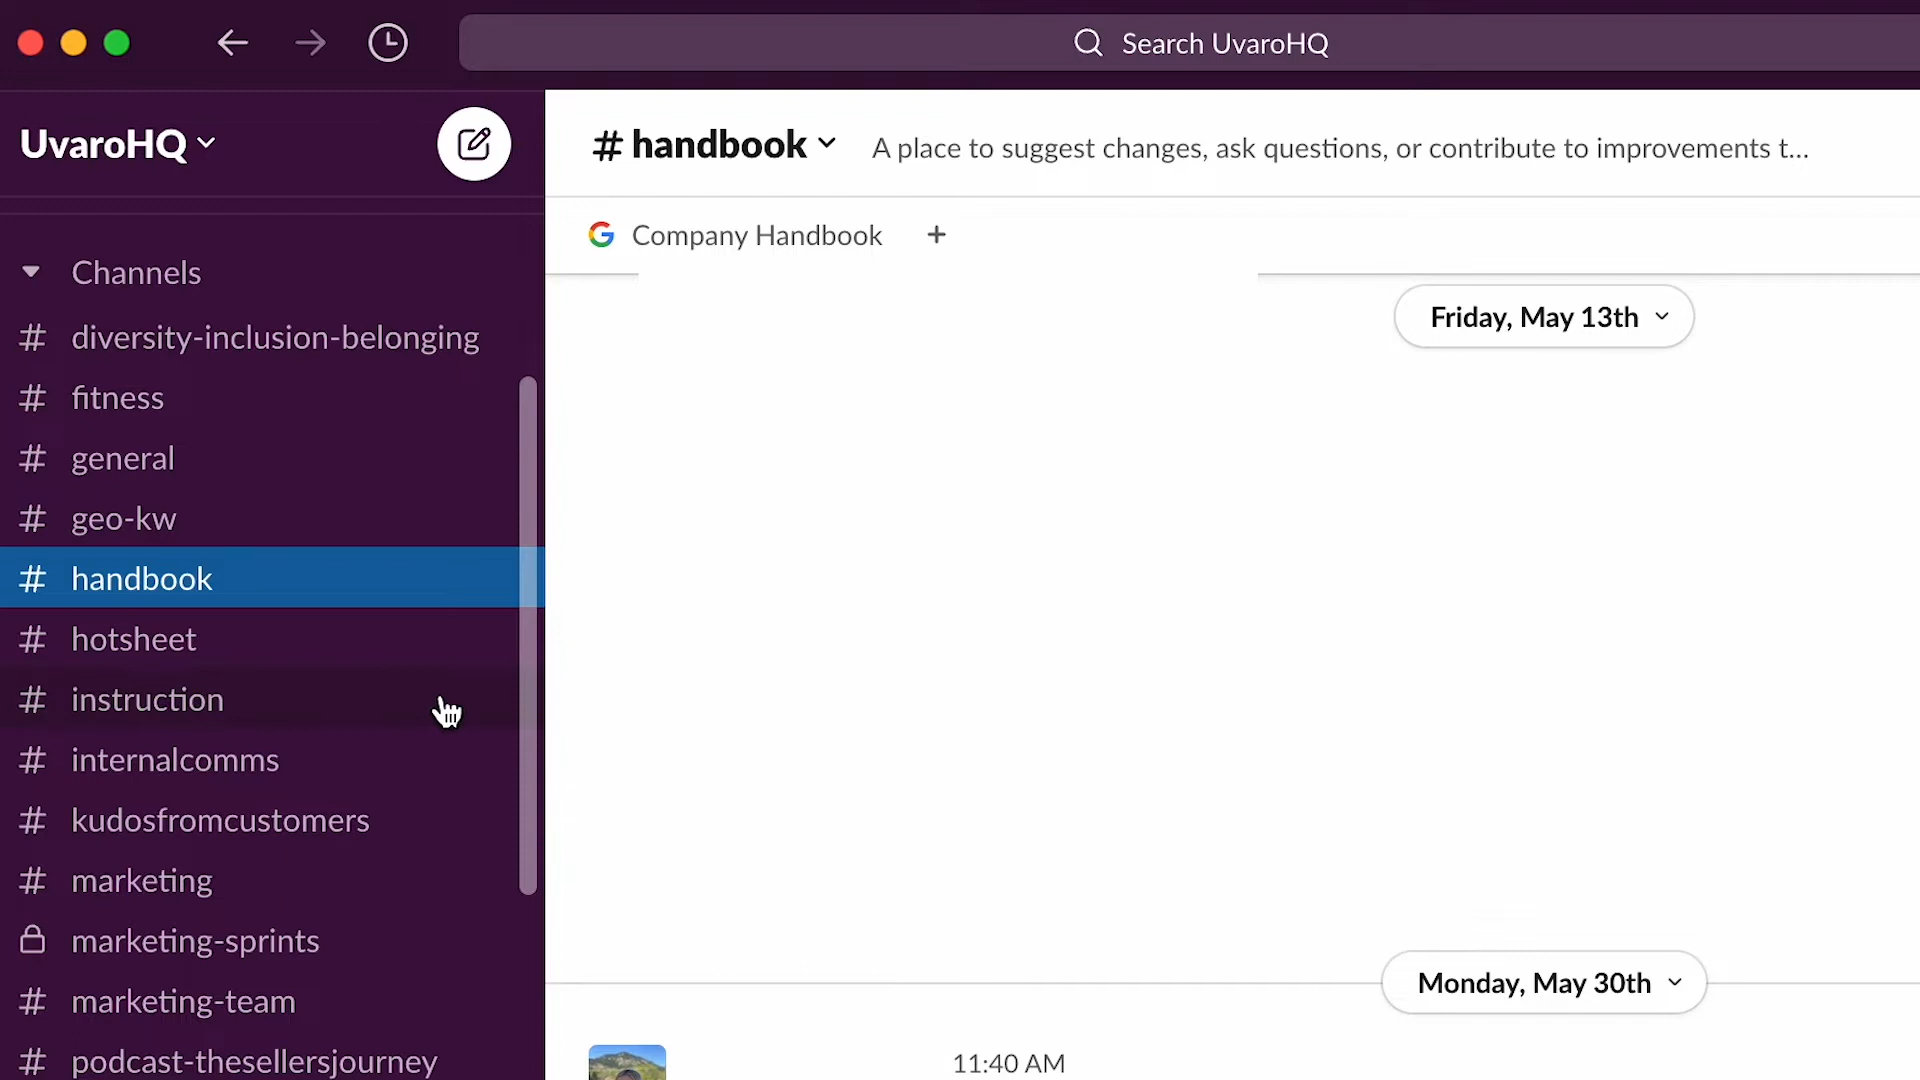 Search UvaroHQ
UvaroHQ
# handbook A place to suggest changes, ask questions, or contribute to improvements t...
Company Handbook +
Channels
Friday, May 13th
# diversity-inclusion-belonging
# fitness
# general
# geo-kw
# handbook
# hotsheet
# instruction
# internalcomms
# kudosfromcustomers
# marketing
marketing-sprints
# marketing-team
# podcast-thesellersjourney
Monday, May 30th
11:40 AM